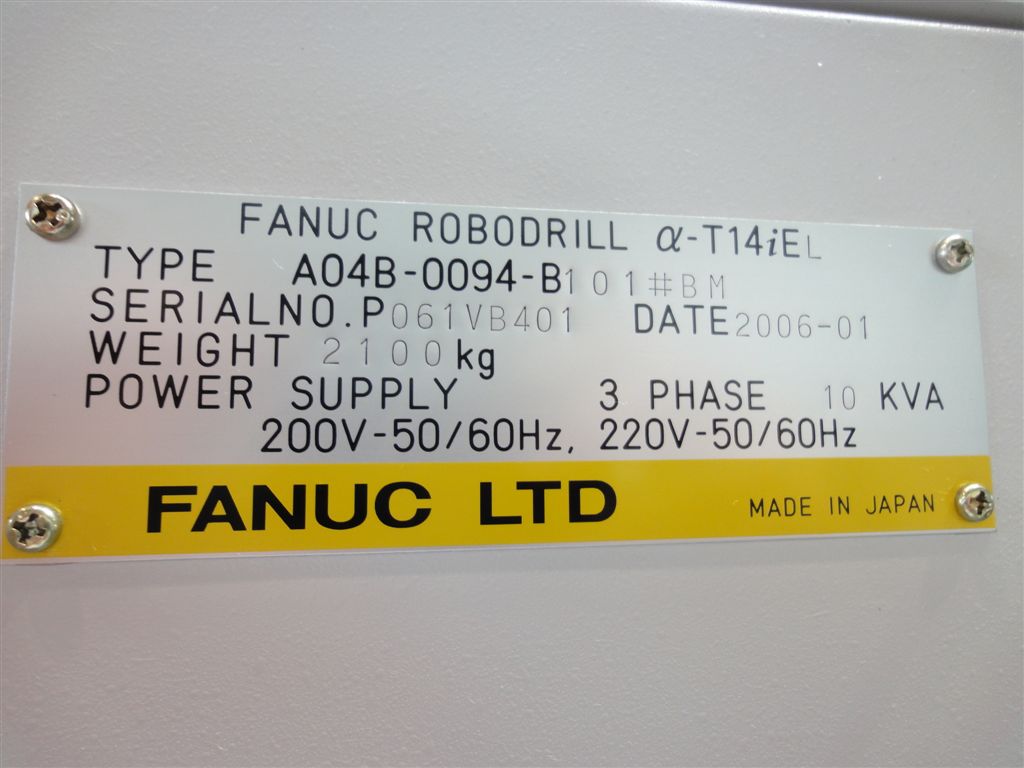 FANUC ROBODRILL α-T14iEL
TYPE A04B-0094-B101#BM
SERIALNO.P061VB401 DATE2006-01
WEIGHT 2100kg
POWER SUPPLY 3 PHASE 10 KVA
200V-50/60Hz, 220V-50/60Hz
FANUC LTD MADE IN JAPAN